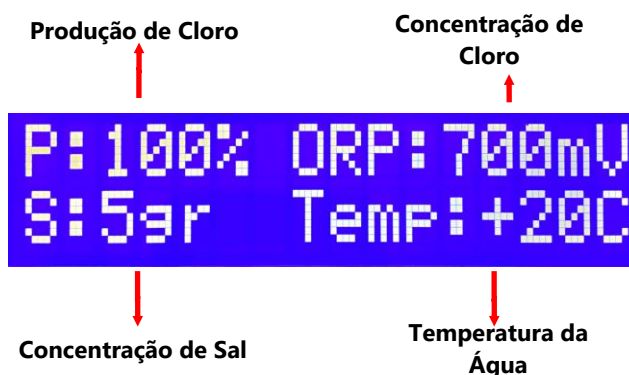 Produção de Cloro
Concentração de
Cloro
P:100% ORP:700mV
S:5gr Temp:+20C
Concentração de Sal
Temperatura da
Água